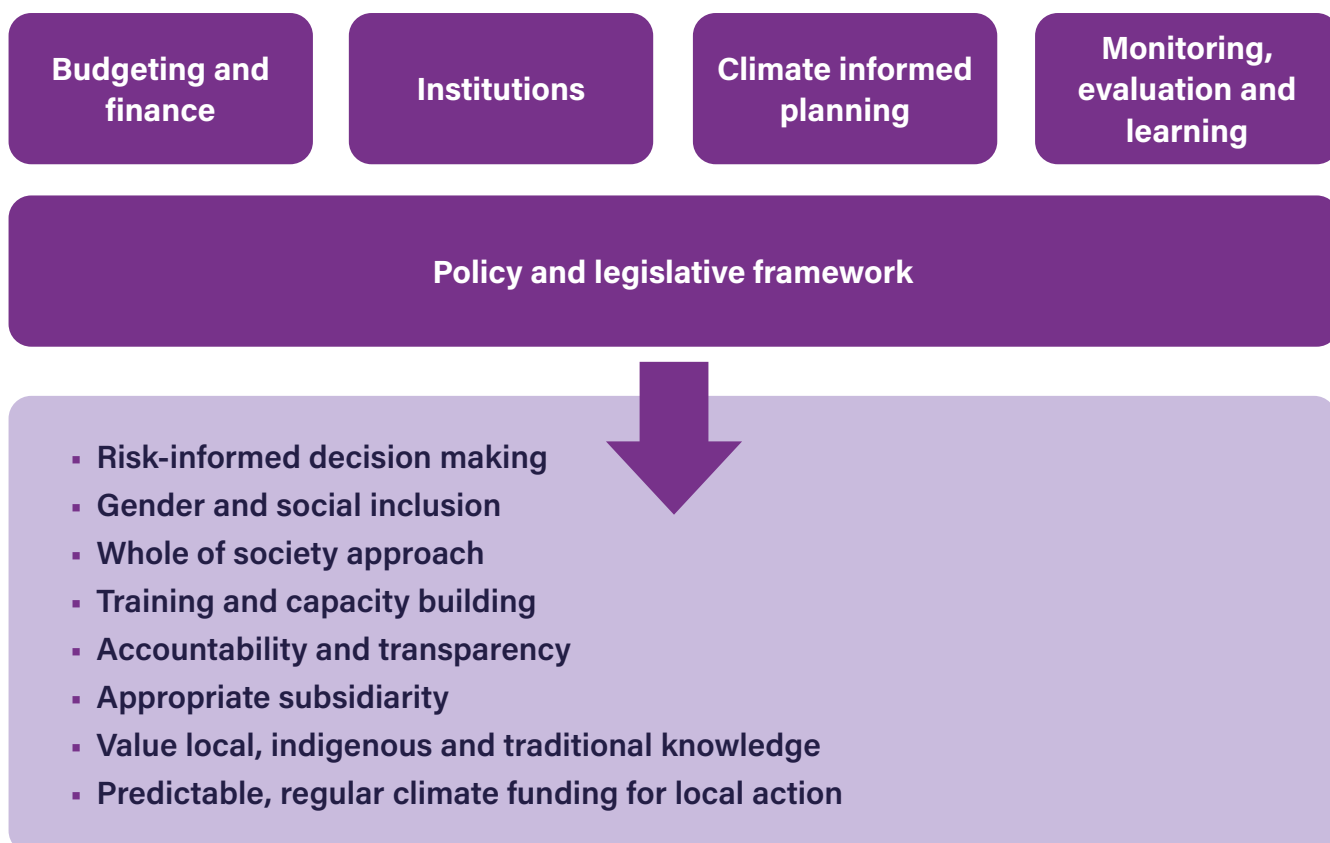 Budgeting and
finance
Institutions
Climate informed
planning
Monitoring,
evaluation and
learning
Policy and legislative framework
▪ Risk-informed decision making
▪ Gender and social inclusion
▪ Whole of society approach
▪ Training and capacity building
▪ Accountability and transparency
▪ Appropriate subsidiarity
▪ Value local, indigenous and traditional knowledge
▪ Predictable, regular climate funding for local action